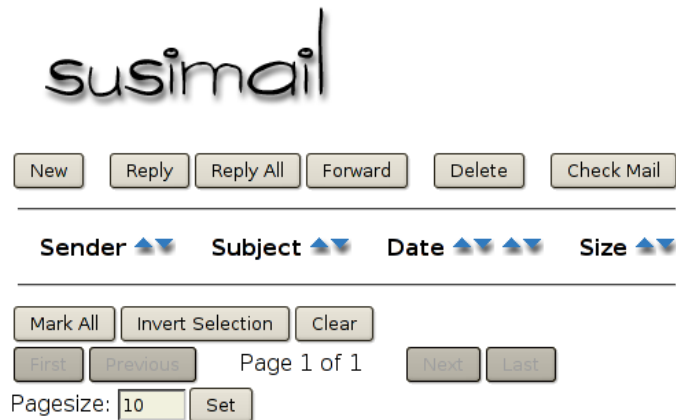 susimail
New Reply Reply All Forward Delete Check Mail
Sender Subject Date Size
Mark All Invert Selection Clear
First Previous Page 1 of 1 Next Last
Pagesize: 10 Set